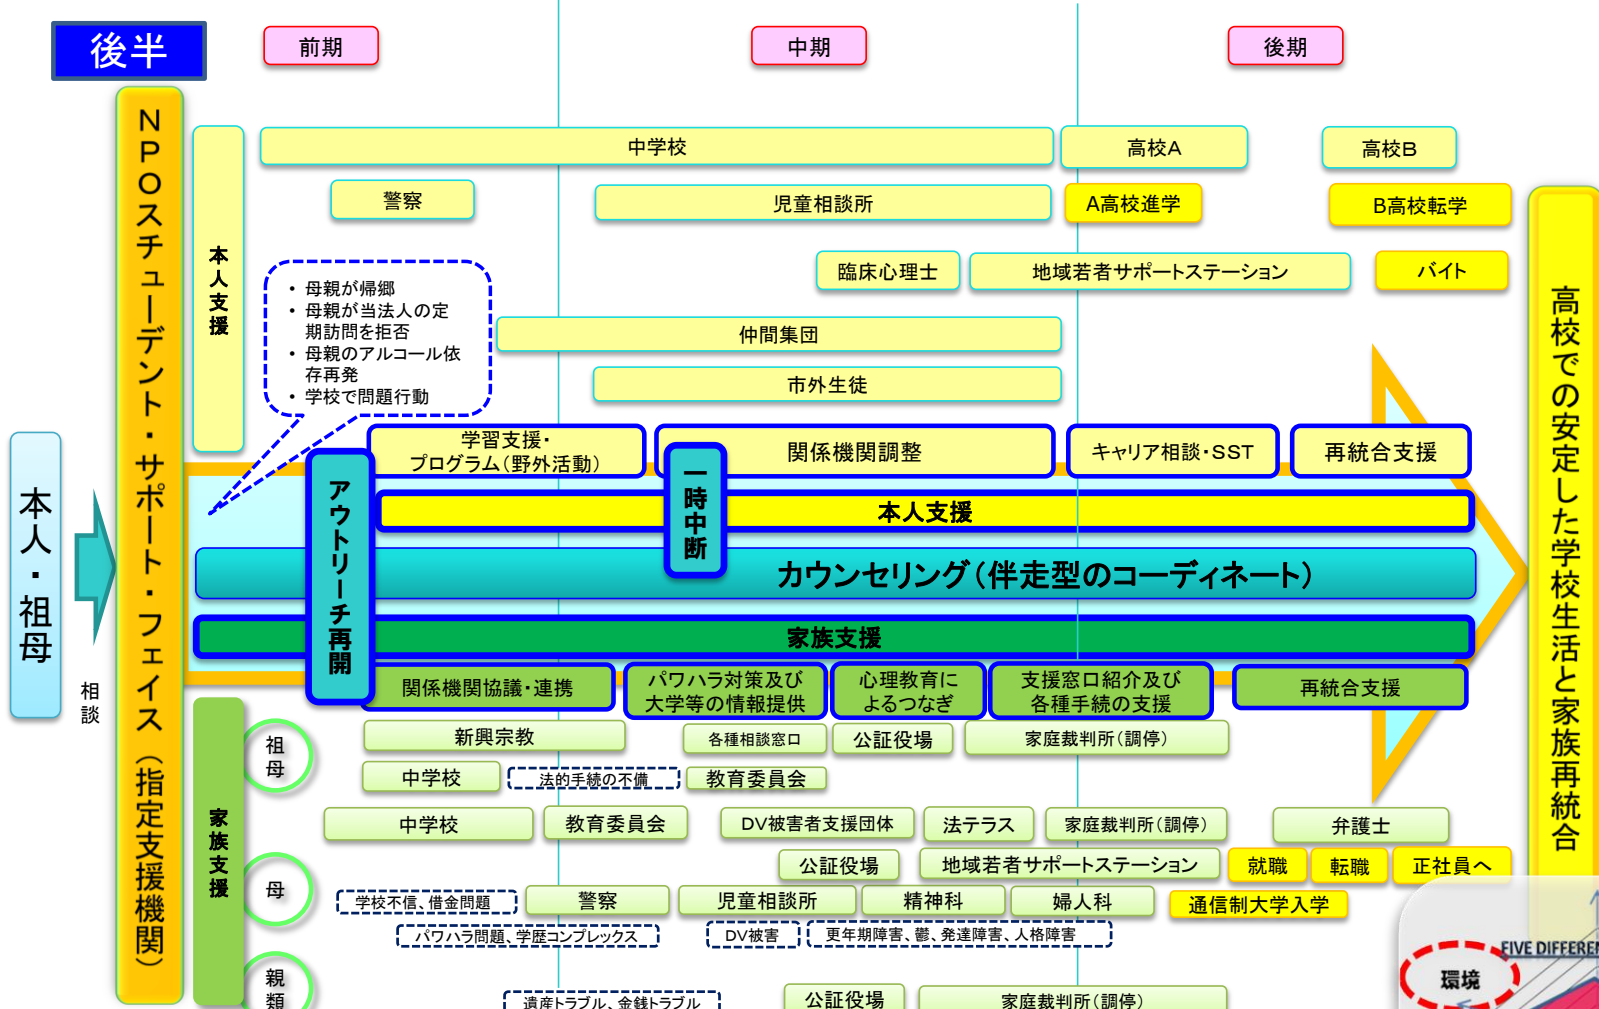 後半
前期
中期
後期
NPOスチューデント・サポート・フェイス（指定支援機関）
本人・祖母
相談
本人支援
中学校
高校A
高校B
警察
児童相談所
A高校進学
B高校転学
臨床心理士
地域若者サポートステーション
バイト
・ 母親が帰郷
・ 母親が当法人の定
期訪問を拒否
・ 母親のアルコール依
存再発
・ 学校で問題行動
仲間集団
市外生徒
学習支援・
プログラム（野外活動）
関係機関調整
キャリア相談・SST
再統合支援
アウトリーチ再開
一時中断
本人支援
カウンセリング（伴走型のコーディネート）
家族支援
関係機関協議・連携
パワハラ対策及び
大学等の情報提供
心理教育に
よるつなぎ
支援窓口紹介及び
各種手続の支援
再統合支援
高校での安定した学校生活と家族再統合
家族支援
祖母
新興宗教
各種相談窓口
公証役場
家庭裁判所（調停）
中学校
法的手続の不備
教育委員会
母
中学校
教育委員会
DV被害者支援団体
法テラス
家庭裁判所（調停）
弁護士
公証役場
地域若者サポートステーション
就職
転職
正社員へ
学校不信、借金問題
警察
児童相談所
精神科
婦人科
通信制大学入学
パワハラ問題、学歴コンプレックス
DV被害
更年期障害、鬱、発達障害、人格障害
親類
遺産トラブル、金銭トラブル
公証役場
家庭裁判所（調停）
FIVE
環境